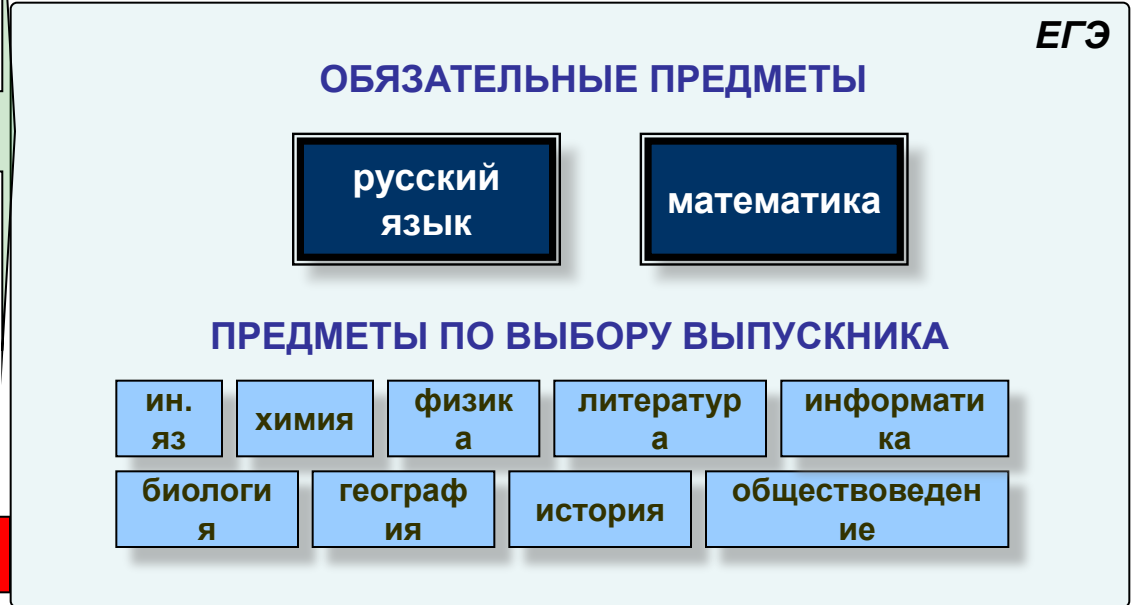 ЕГЭ
ОБЯЗАТЕЛЬНЫЕ ПРЕДМЕТЫ
русский
язык
математика
ПРЕДМЕТЫ ПО ВЫБОРУ ВЫПУСКНИКА
ин.
яз
химия
физик
а
литератур
а
информати
ка
биологи
я
географ
ия
история
обществоведен
ие